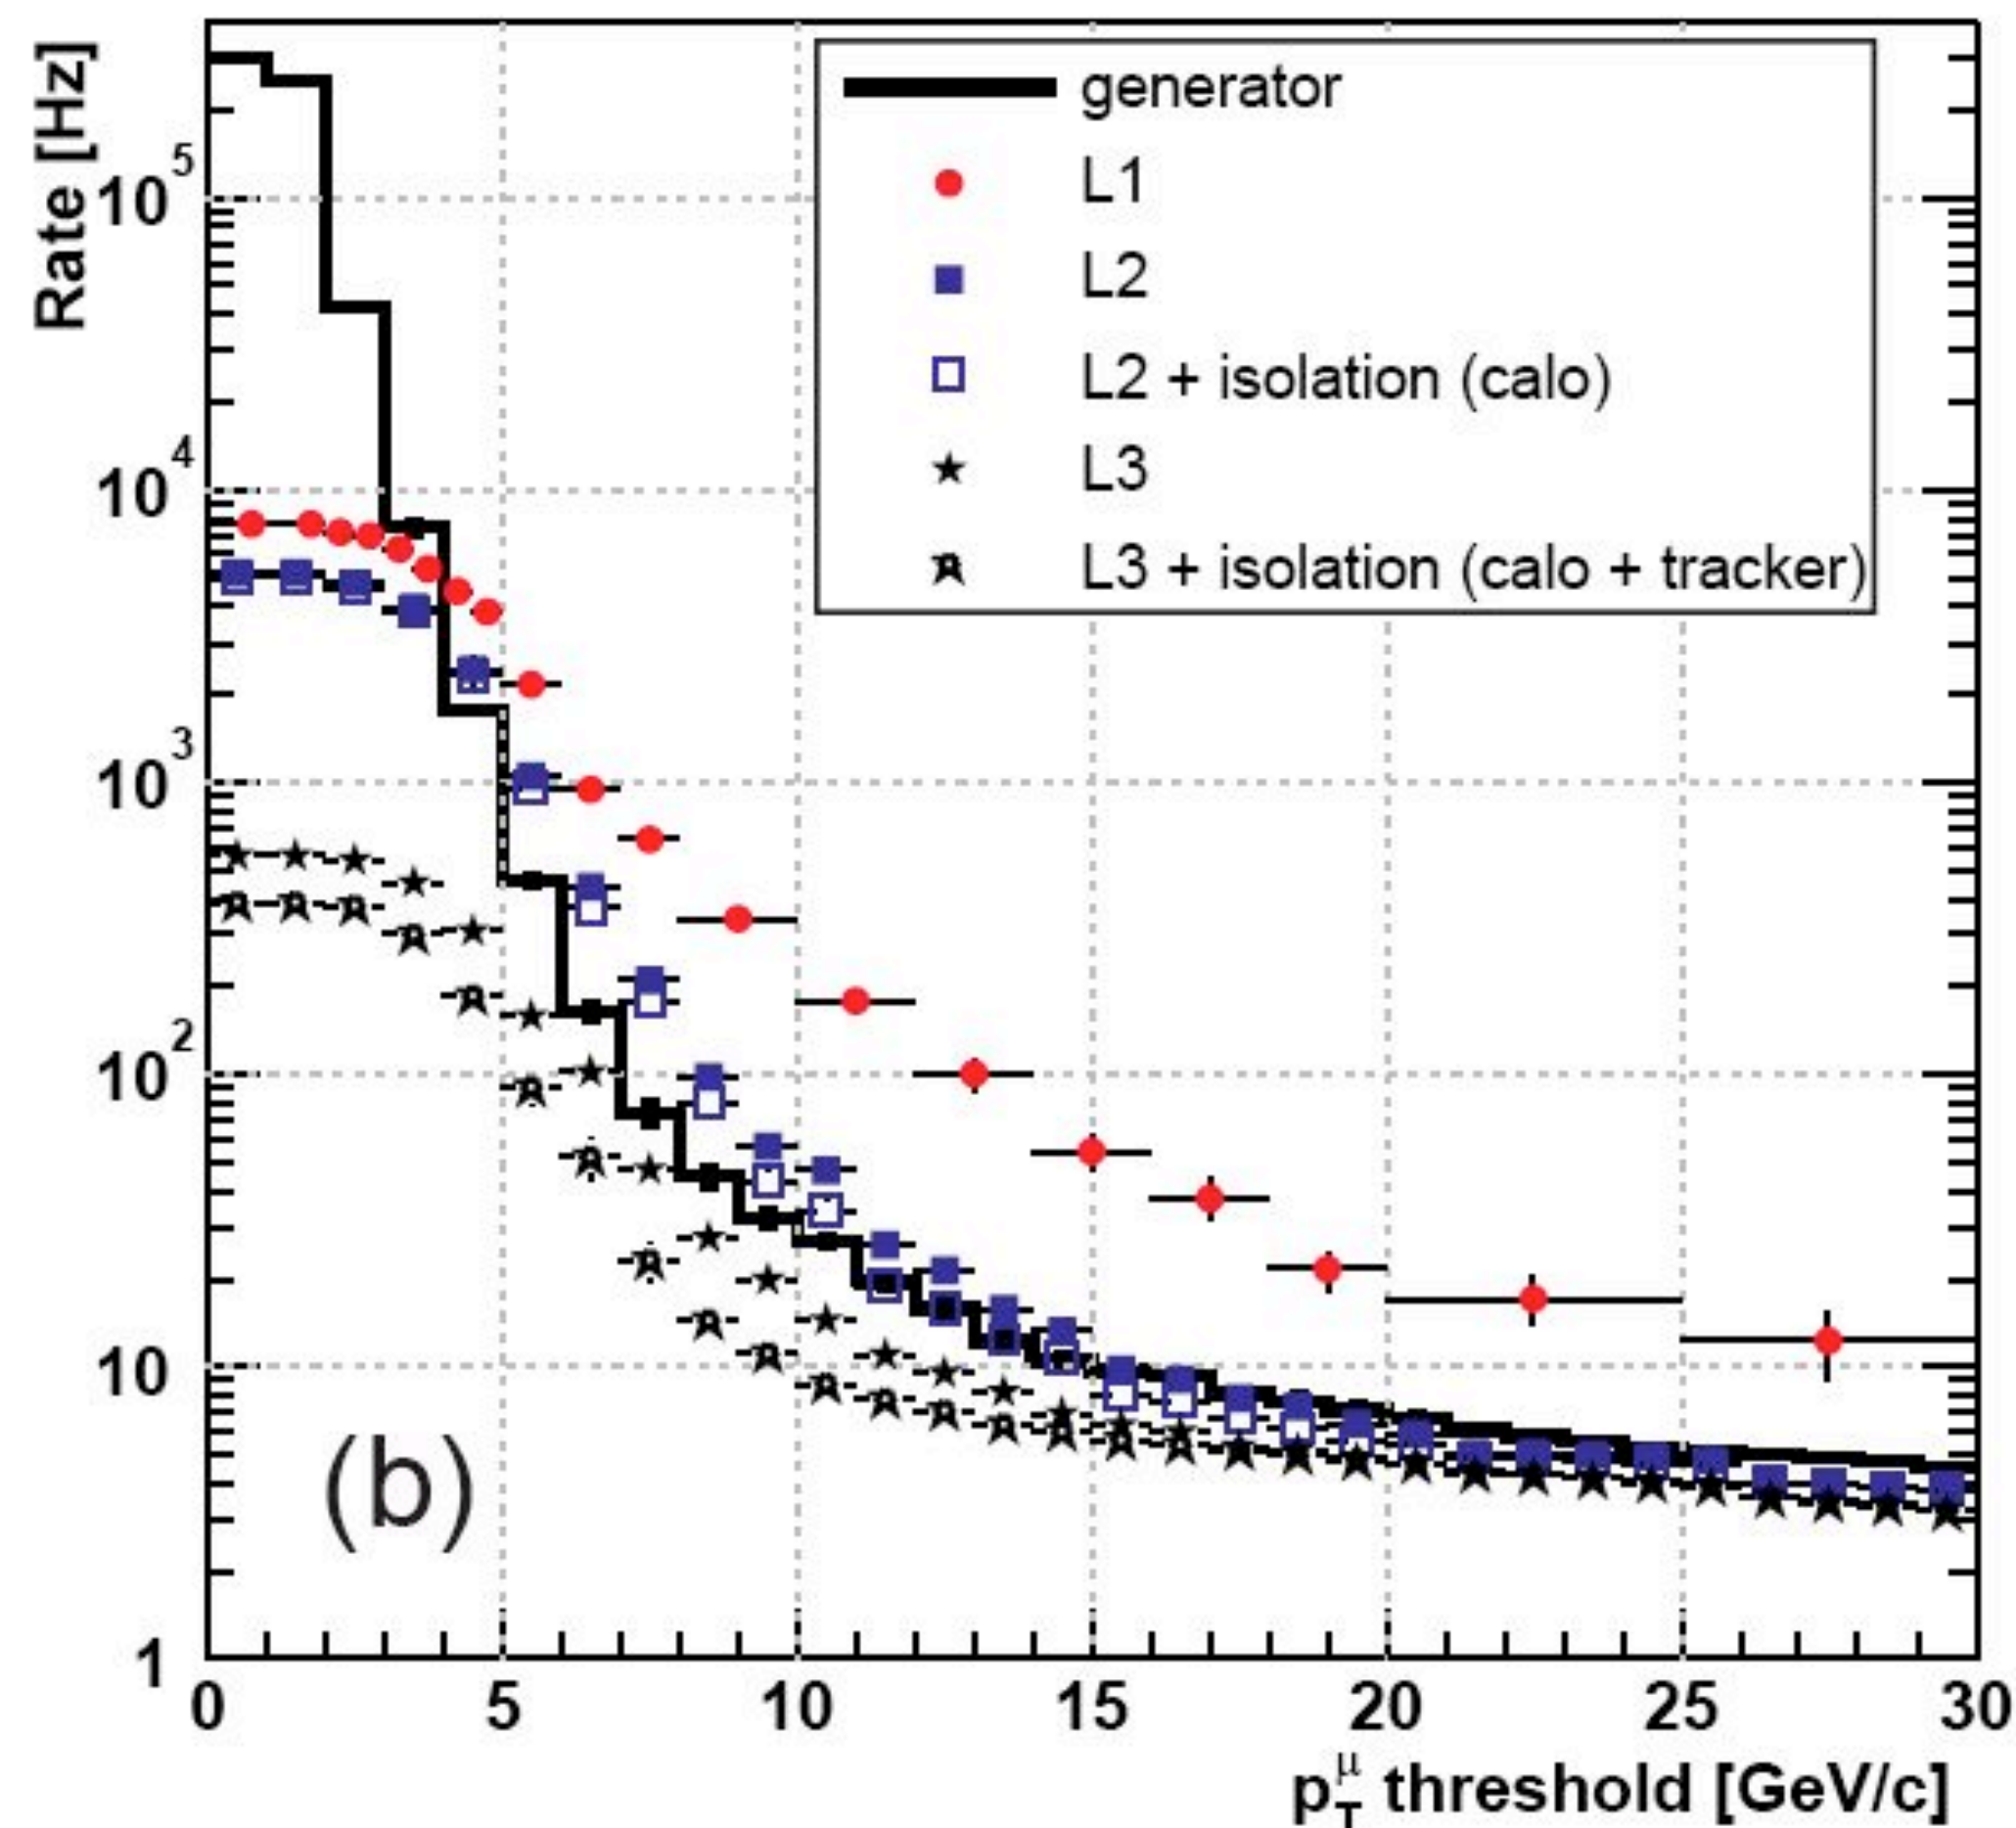 Rate [Hz]
10^5
10^4
10^3
10^2
10
1
generator
L1
L2
L2 + isolation (calo)
L3
L3 + isolation (calo + tracker)
(b)
0 5 10 15 20 25 30
p_T^μ threshold [GeV/c]